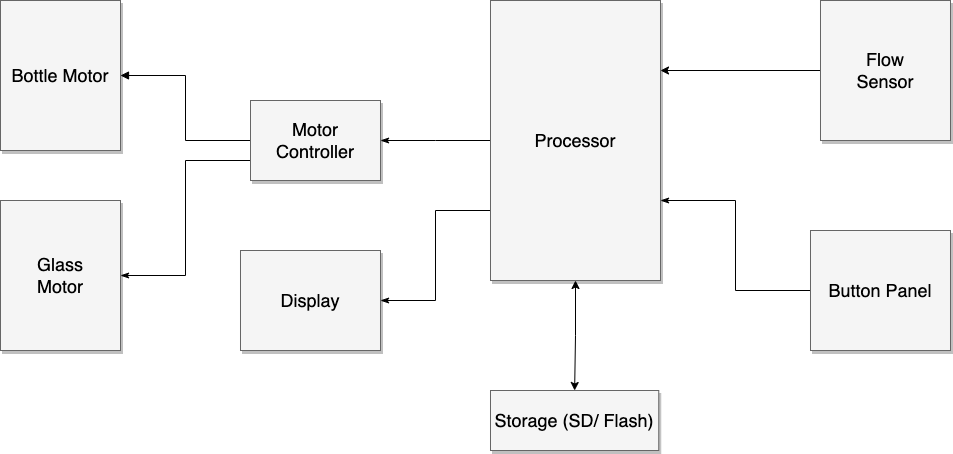 Bottle Motor
Motor
Controller
Processor
Flow
Sensor
Glass
Motor
Display
Button Panel
Storage (SD/ Flash)